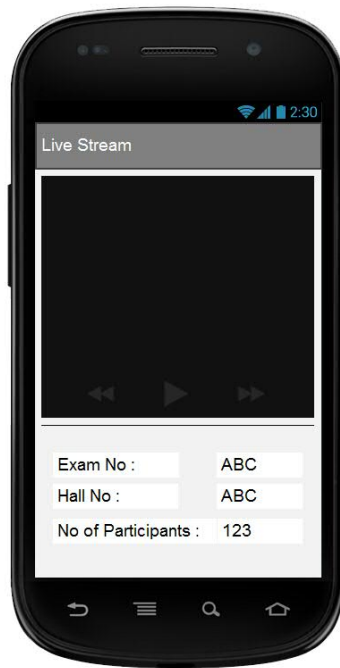 2:30
Live Stream
Exam No : ABC
Hall No : ABC
No of Participants : 123